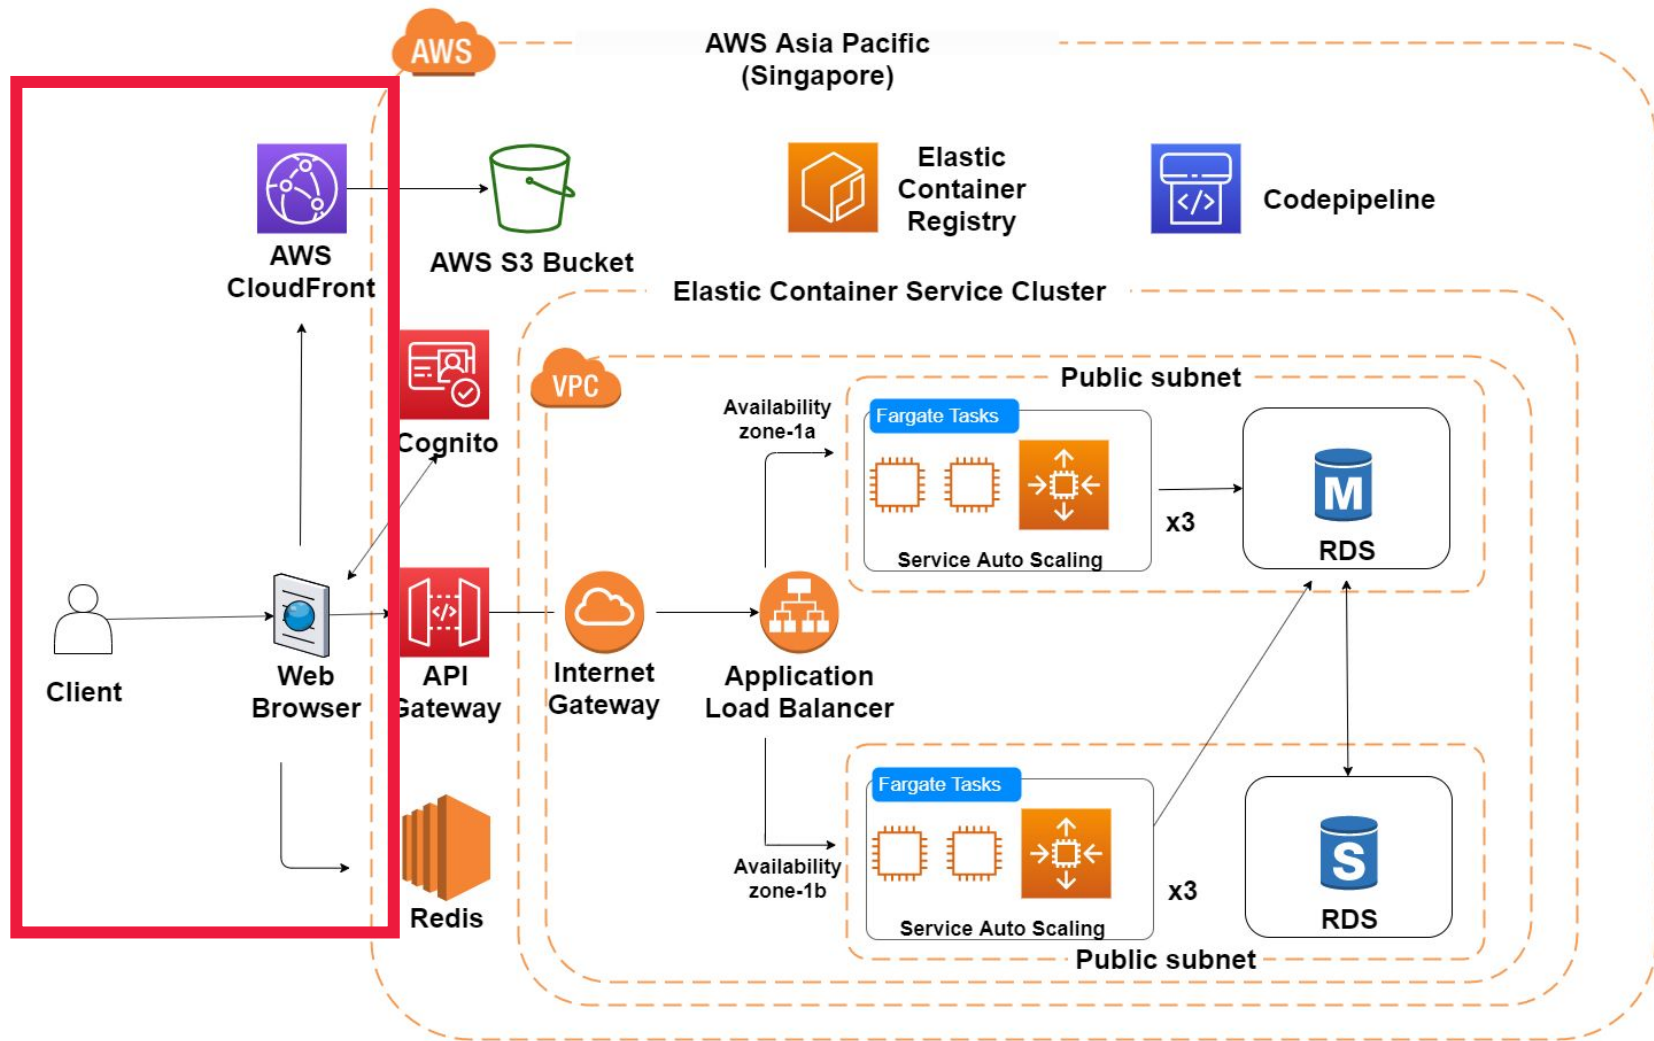 AWS
AWS Asia Pacific
(Singapore)
AWS
CloudFront
AWS S3 Bucket
Elastic
Container
Registry
</>
Codepipeline
Elastic Container Service Cluster
Cognito
VPC
Public subnet
Availability
zone-1a
Fargate Tasks
Service Auto Scaling
x3
M
RDS
Client
Web
Browser
</>
API
Gateway
Internet
Gateway
Application
Load Balancer
Redis
Availability
zone-1b
Fargate Tasks
Service Auto Scaling
x3
S
RDS
Public subnet